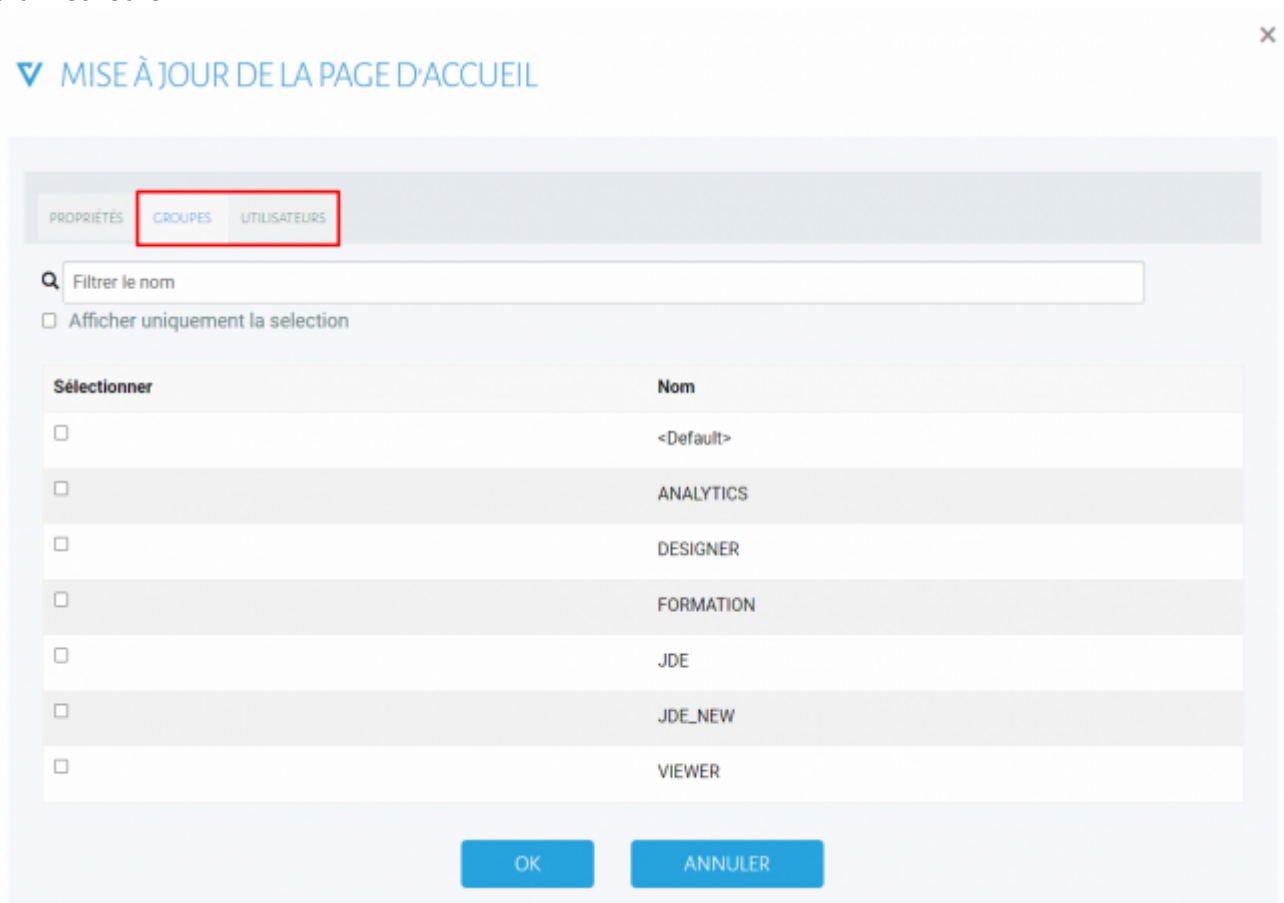 ×
MISE À JOUR DE LA PAGE D'ACCUEIL
PROPRIÉTÉS GROUPES UTILISATEURS
Filtrer le nom
Afficher uniquement la selection
Sélectionner Nom
<Default>
ANALYTICS
DESIGNER
FORMATION
JDE
JDE_NEW
VIEWER
OK ANNULER